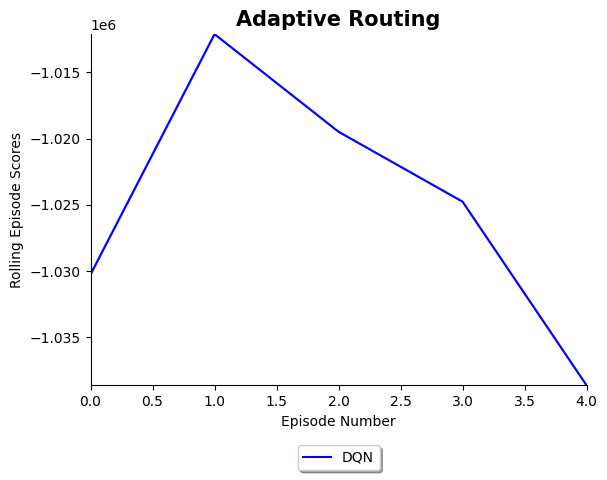 Adaptive Routing
1e6
−1.015
−1.020
−1.025
−1.030
−1.035
Rolling Episode Scores
0.0 0.5 1.0 1.5 2.0 2.5 3.0 3.5 4.0
Episode Number
DQN